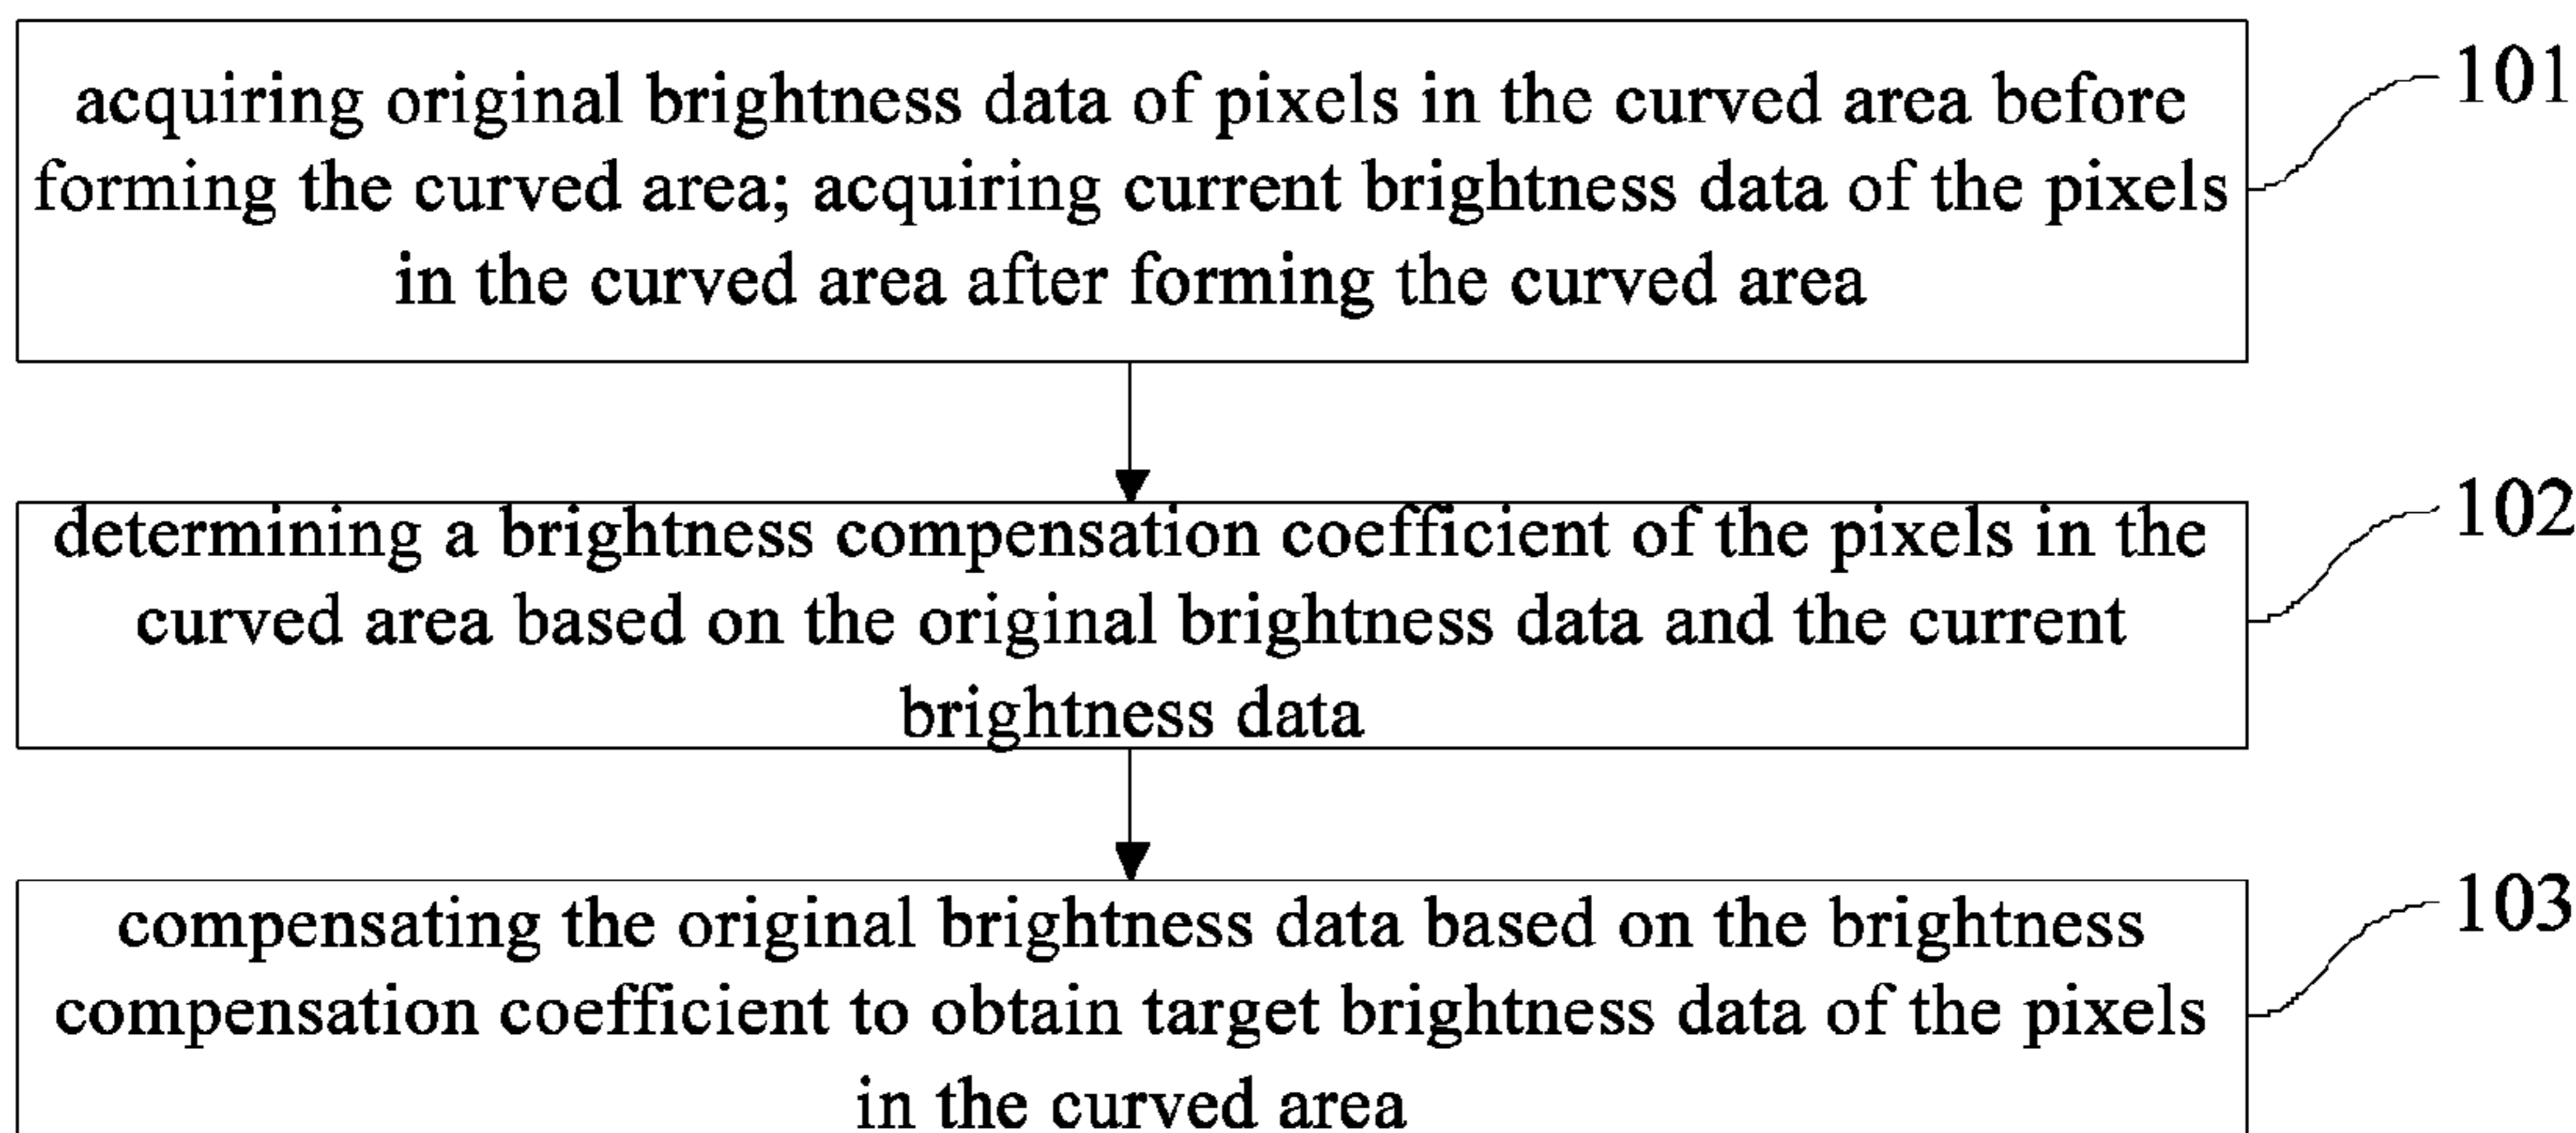 acquiring original brightness data of pixels in the curved area before
forming the curved area; acquiring current brightness data of the pixels
in the curved area after forming the curved area
101
determining a brightness compensation coefficient of the pixels in the
curved area based on the original brightness data and the current
brightness data
102
compensating the original brightness data based on the brightness
compensation coefficient to obtain target brightness data of the pixels
in the curved area
103